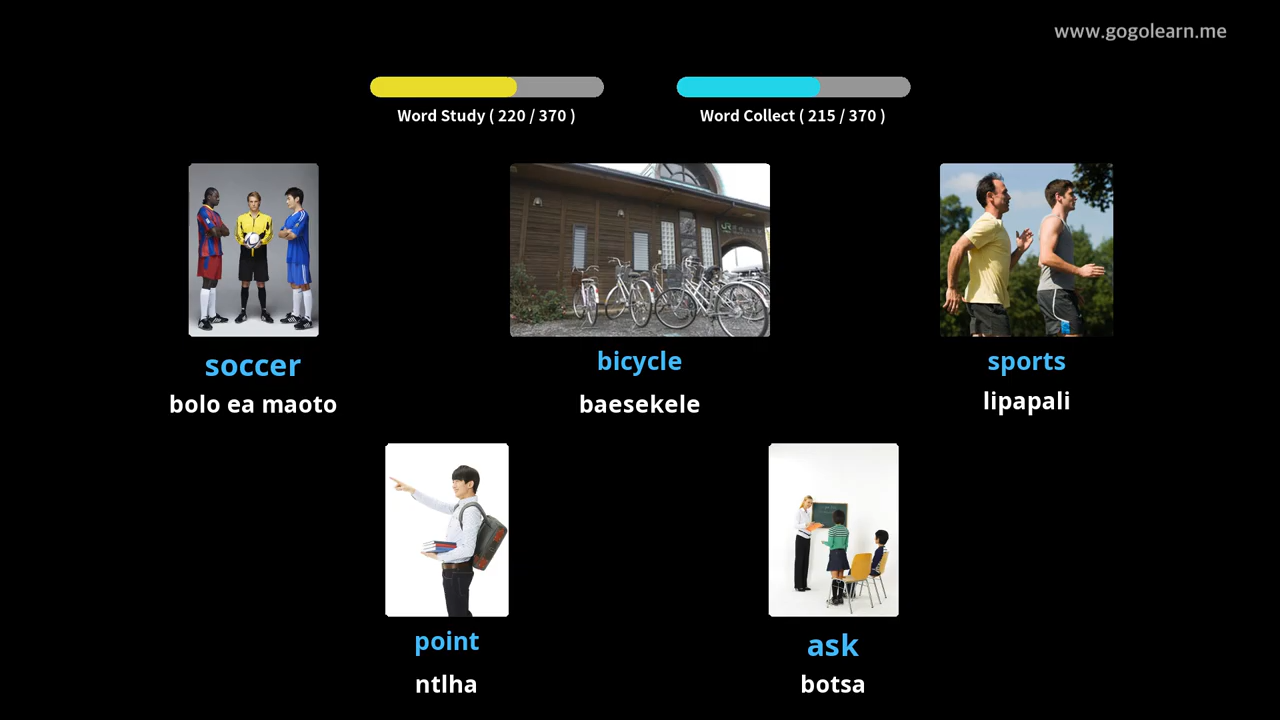 www.gogolearn.me
Word Study ( 220 / 370 )
Word Collect ( 215 / 370 )
soccer
bolo ea maoto
bicycle
baesekele
sports
lipapali
point
ntlha
ask
botsa